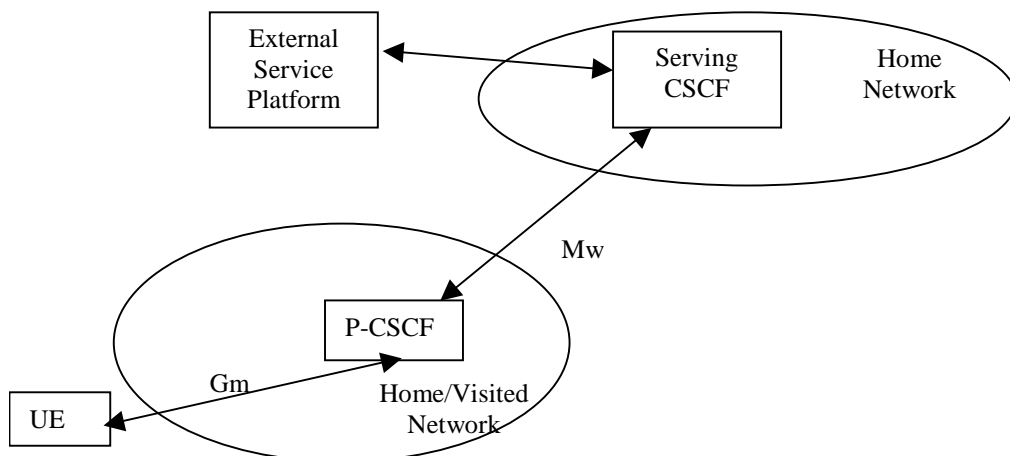 External
Service
Platform
Serving
CSCF
Home
Network
Mw
P-CSCF
Gm
Home/Visited
Network
UE